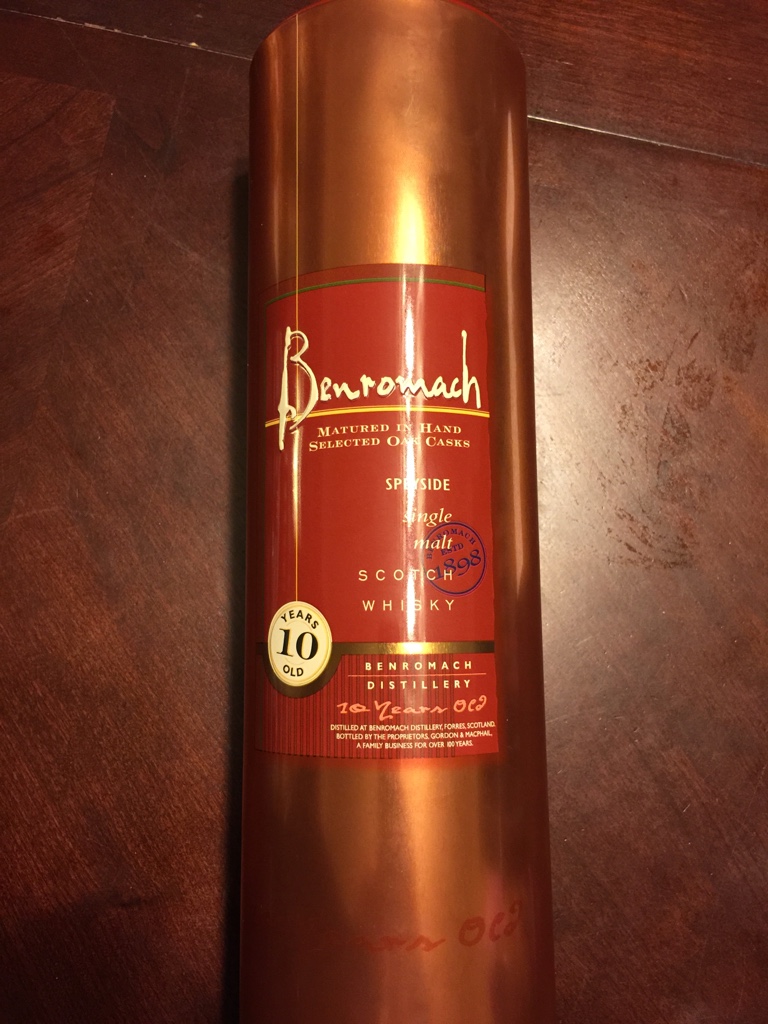 Benromach
MATURED IN HAND
SELECTED OAK CASKS
SPEYSIDE
single
malt
BENROMACH
ESTD
1898
SCOTCH
WHISKY
YEARS
10
OLD
BENROMACH
DISTILLERY
10 Years Old
DISTILLED AT BENROMACH DISTILLERY, FORRES, SCOTLAND.
BOTTLED BY THE PROPRIETORS, GORDON & MACPHAIL,
A FAMILY BUSINESS FOR OVER 100 YEARS.
Years Old